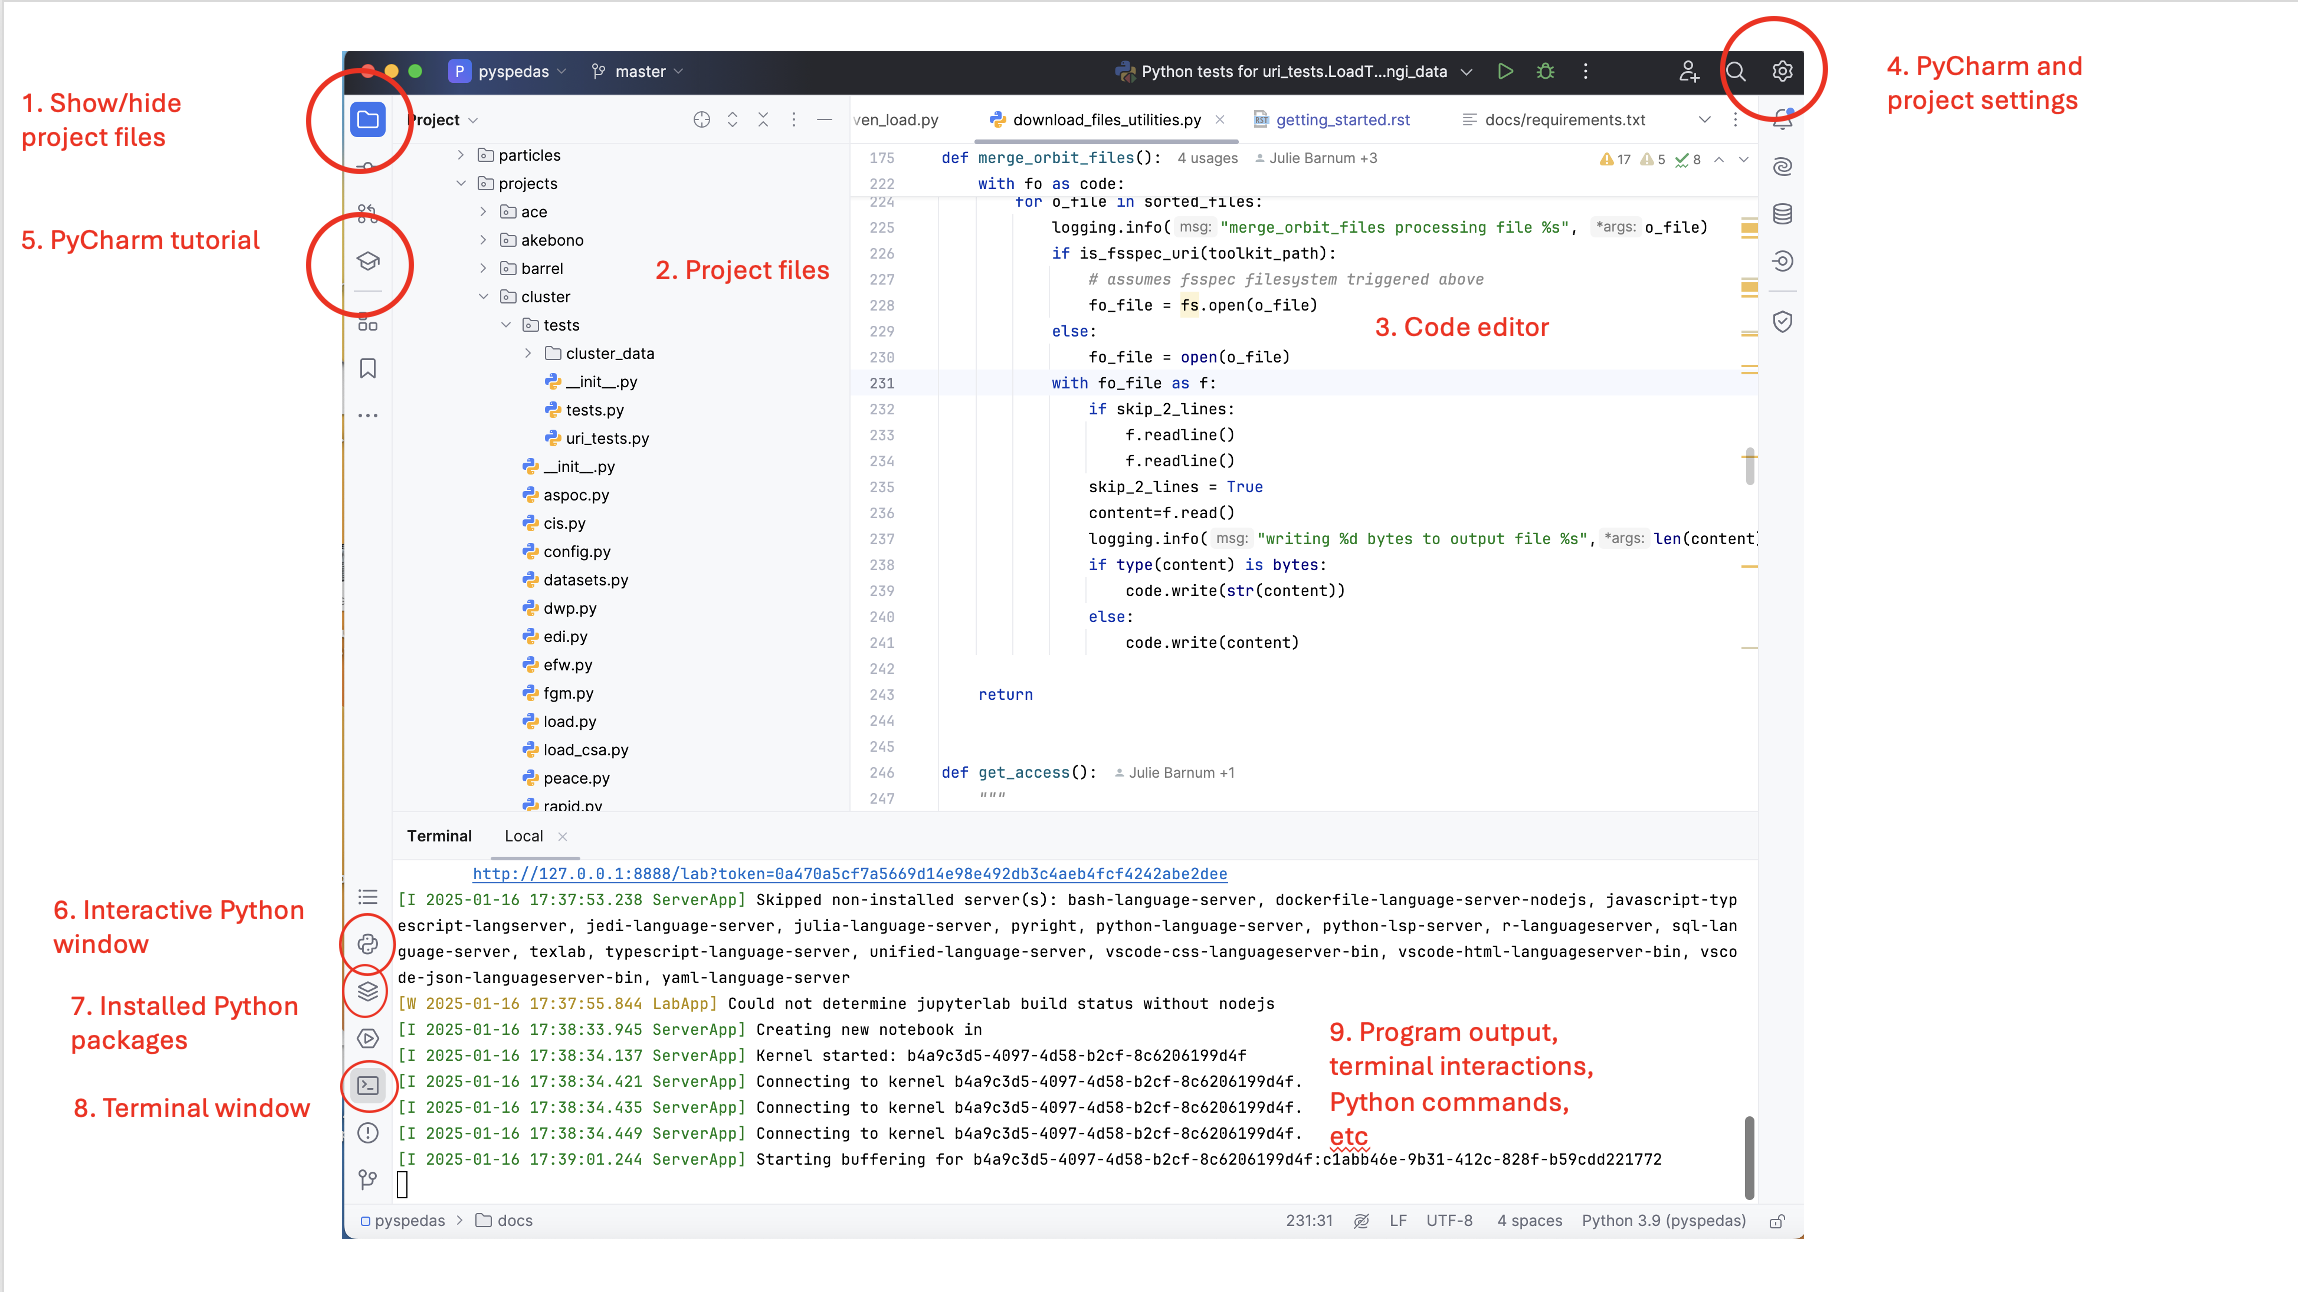 1. Show/hide
project files
5. PyCharm tutorial
6. Interactive Python
window
7. Installed Python
packages
8. Terminal window
P pyspedas master
Python tests for uri_tests.LoadT...ngi_data
4. PyCharm and
project settings
Project
particles
projects
ace
akebono
barrel
cluster
tests
cluster_data
__init__.py
tests.py
uri_tests.py
__init__.py
aspoc.py
cis.py
config.py
datasets.py
dwp.py
edi.py
efw.py
fgm.py
load.py
load_csa.py
peace.py
rapid.py
2. Project files
ven_load.py download_files_utilities.py getting_started.rst docs/requirements.txt
175 def merge_orbit_files(): 4 usages Julie Barnum +3 17 5 8
222 with fo as code:
224 for o_file in sorted_files:
225 logging.info( msg: "merge_orbit_files processing file %s", *args: o_file)
226 if is_fsspec_uri(toolkit_path):
227 # assumes fsspec filesystem triggered above
228 fo_file = fs.open(o_file)
229 else:
3. Code editor
230 fo_file = open(o_file)
231 with fo_file as f:
232 if skip_2_lines:
233 f.readline()
234 f.readline()
235 skip_2_lines = True
236 content=f.read()
237 logging.info( msg: "writing %d bytes to output file %s", *args: len(content)
238 if type(content) is bytes:
239 code.write(str(content))
240 else:
241 code.write(content)
242
243 return
244
245
246 def get_access(): Julie Barnum +1
247 """
Terminal Local
http://127.0.0.1:8888/lab?token=0a470a5cf7a5669d14e98e492db3c4aeb4fcf4242abe2dee
[I 2025-01-16 17:37:53.238 ServerApp] Skipped non-installed server(s): bash-language-server, dockerfile-language-server-nodejs, javascript-typ
escript-langserver, jedi-language-server, julia-language-server, pyright, python-language-server, python-lsp-server, r-languageserver, sql-lan
guage-server, texlab, typescript-language-server, unified-language-server, vscode-css-languageserver-bin, vscode-html-languageserver-bin, vsco
de-json-languageserver-bin, yaml-language-server
[W 2025-01-16 17:37:55.844 LabApp] Could not determine jupyterlab build status without nodejs
[I 2025-01-16 17:38:33.945 ServerApp] Creating new notebook in
[I 2025-01-16 17:38:34.137 ServerApp] Kernel started: b4a9c3d5-4097-4d58-b2cf-8c6206199d4f
[I 2025-01-16 17:38:34.421 ServerApp] Connecting to kernel b4a9c3d5-4097-4d58-b2cf-8c6206199d4f.
[I 2025-01-16 17:38:34.435 ServerApp] Connecting to kernel b4a9c3d5-4097-4d58-b2cf-8c6206199d4f.
[I 2025-01-16 17:38:34.449 ServerApp] Connecting to kernel b4a9c3d5-4097-4d58-b2cf-8c6206199d4f.
[I 2025-01-16 17:39:01.244 ServerApp] Starting buffering for b4a9c3d5-4097-4d58-b2cf-8c6206199d4f:c1abb46e-9b31-412c-828f-b59cdd221772
9. Program output,
terminal interactions,
Python commands,
etc
pyspedas > docs 231:31 LF UTF-8 4 spaces Python 3.9 (pyspedas)